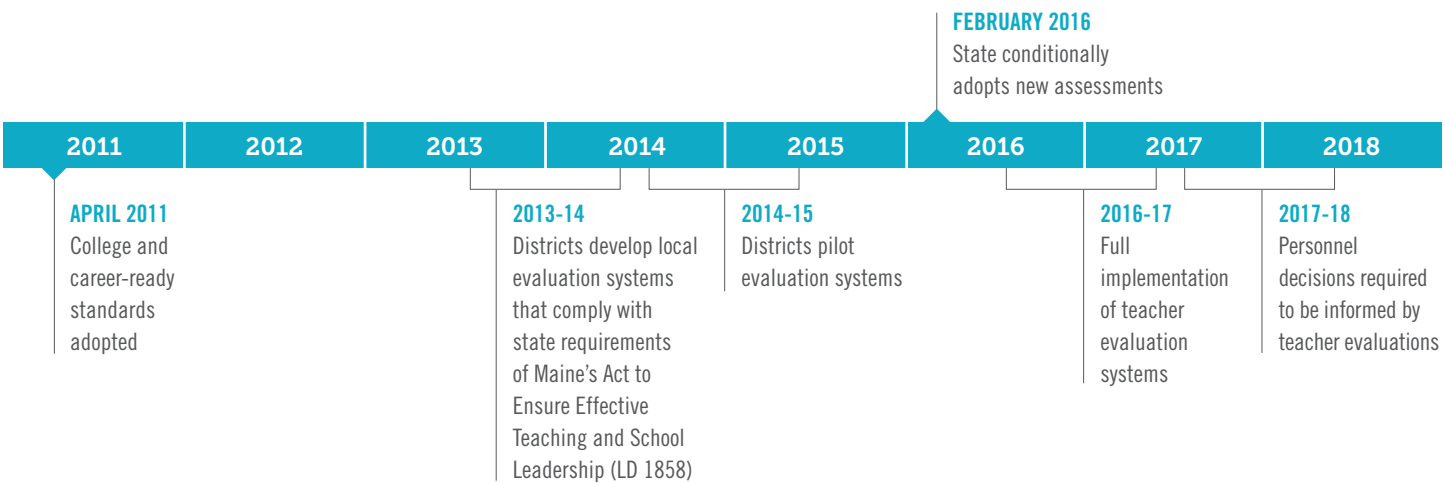 FEBRUARY 2016
State conditionally
adopts new assessments
2011 2012 2013 2014 2015 2016 2017 2018
APRIL 2011
College and
career-ready
standards
adopted
2013-14
Districts develop local
evaluation systems
that comply with
state requirements
of Maine’s Act to
Ensure Effective
Teaching and School
Leadership (LD 1858)
2014-15
Districts pilot
evaluation systems
2016-17
Full
implementation
of teacher
evaluation
systems
2017-18
Personnel
decisions required
to be informed by
teacher evaluations